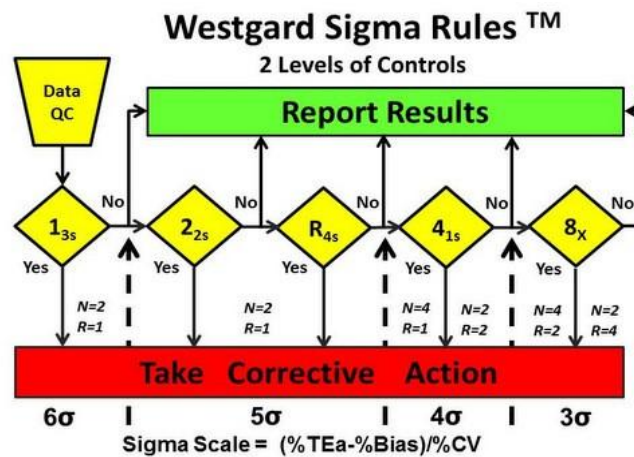 Westgard Sigma Rules TM
2 Levels of Controls
Data
QC
Report Results
No No No No No
13s 22s R4s 41s 8X
Yes Yes Yes Yes Yes
N=2 N=2 N=4 N=2 N=4 N=2
R=1 R=1 R=1 R=2 R=2 R=4
Take Corrective Action
6σ 5σ 4σ 3σ
Sigma Scale = (%TEa-%Bias)/%CV